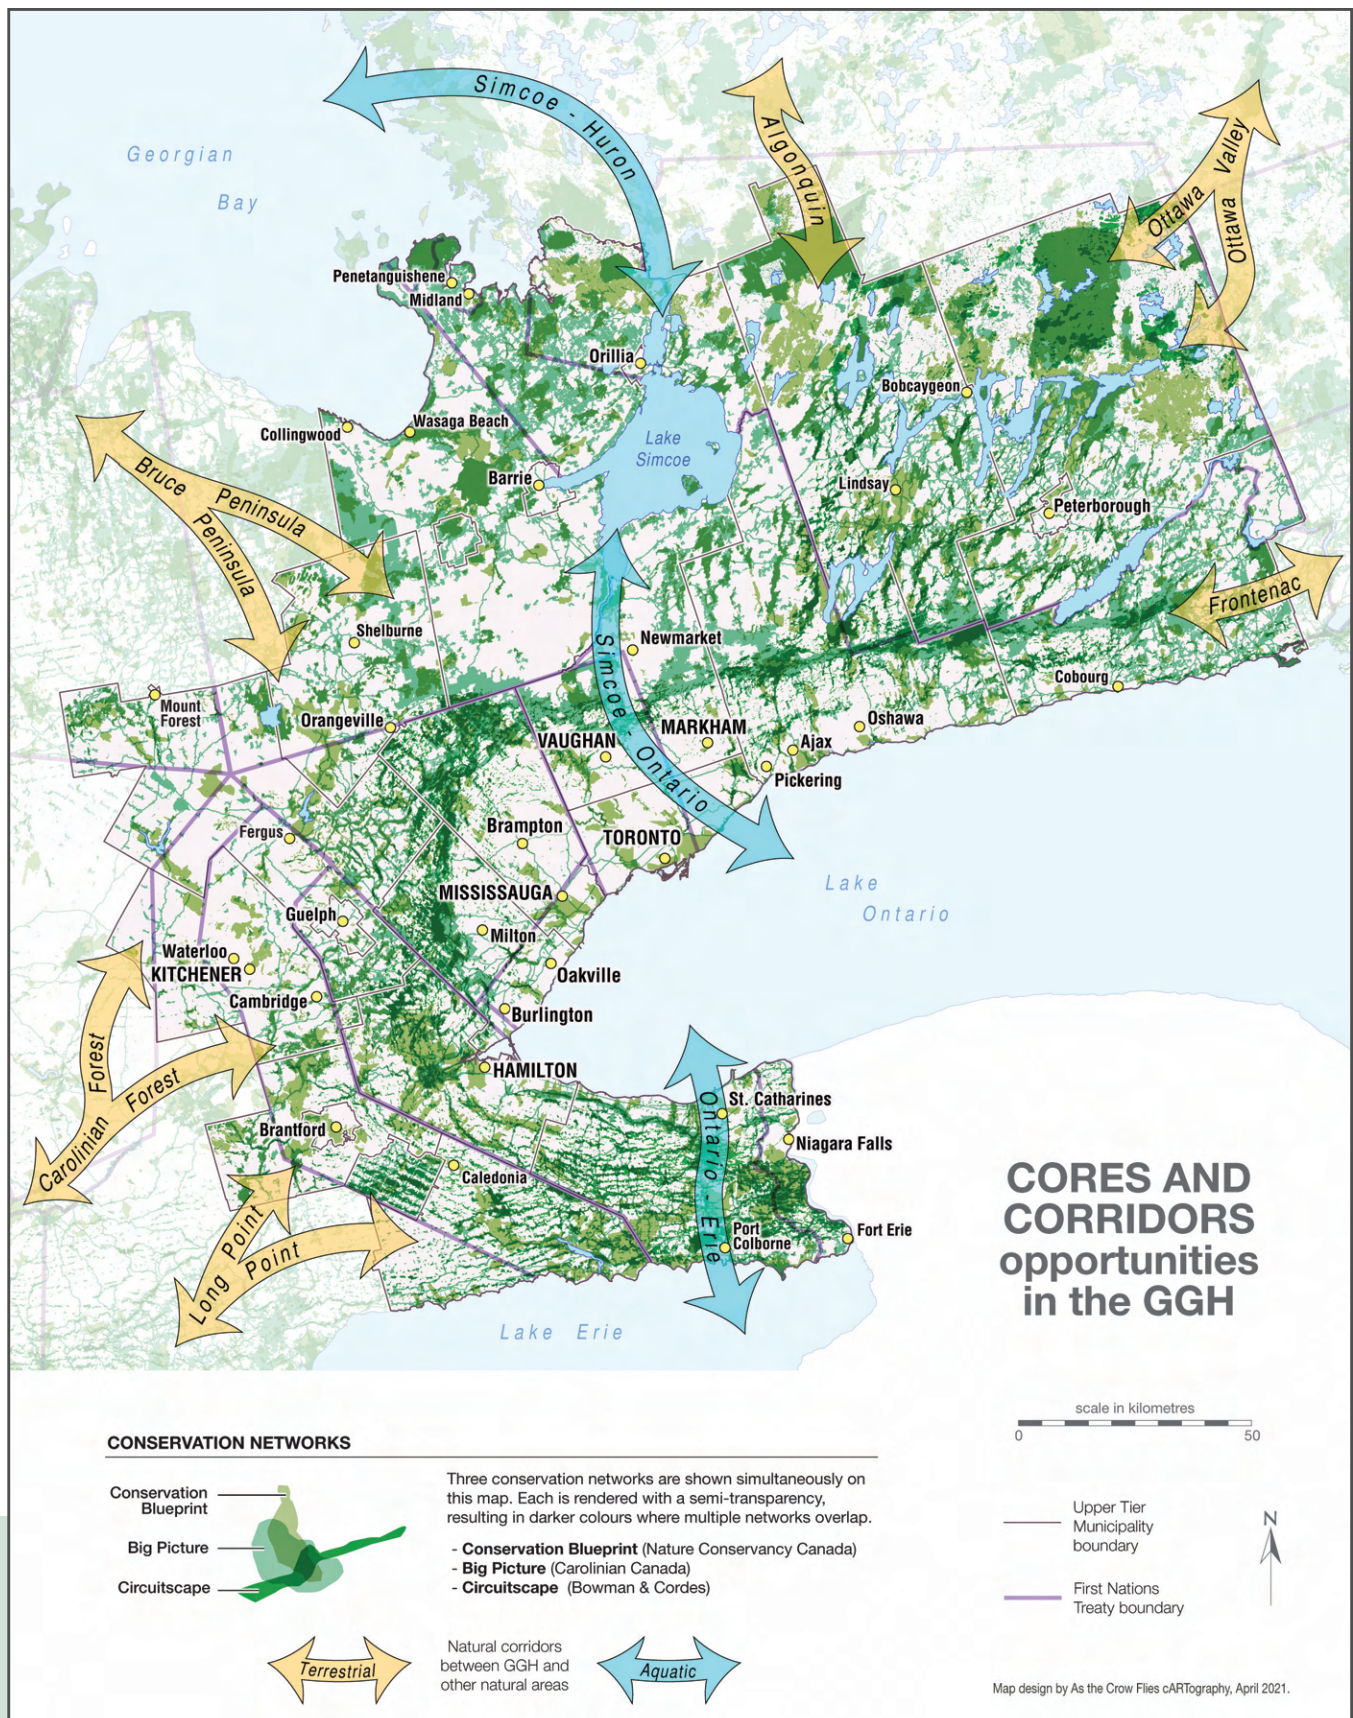 Simcoe - Huron
Algonquin
Ottawa Valley
Ottawa
Georgian
Bay
Penetanguishene
Midland
Orillia
Bobcaygeon
Collingwood
Wasaga Beach
Lake
Simcoe
Barrie
Lindsay
Peterborough
Bruce Peninsula
Peninsula
Frontenac
Shelburne
Newmarket
Simcoe - Ontario
Cobourg
Mount
Forest
Orangeville
VAUGHAN
MARKHAM
Oshawa
Ajax
Pickering
Fergus
Brampton
TORONTO
MISSISSAUGA
Lake
Ontario
Guelph
Milton
Waterloo
KITCHENER
Oakville
Cambridge
Burlington
HAMILTON
Carolinian Forest
Forest
Ontario - Erie
St. Catharines
Brantford
Niagara Falls
Caledonia
Long Point
Point
Port
Colborne
Fort Erie
Lake Erie
CORES AND
CORRIDORS
opportunities
in the GGH
scale in kilometres
0 50
CONSERVATION NETWORKS
Conservation
Blueprint
Big Picture
Circuitscape
Three conservation networks are shown simultaneously on
this map. Each is rendered with a semi-transparency,
resulting in darker colours where multiple networks overlap.
- Conservation Blueprint (Nature Conservancy Canada)
- Big Picture (Carolinian Canada)
- Circuitscape (Bowman & Cordes)
Upper Tier
Municipality
boundary
First Nations
Treaty boundary
N
Terrestrial
Natural corridors
between GGH and
other natural areas
Aquatic
Map design by As the Crow Flies cARTography, April 2021.